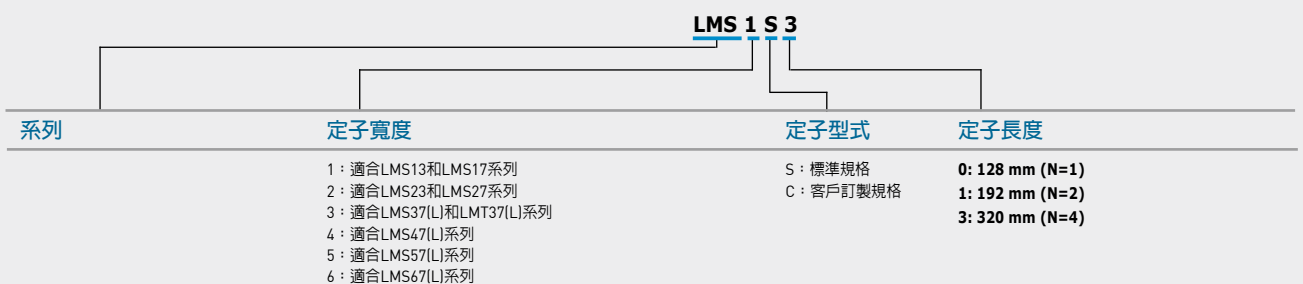 LMS 1 S 3
系列 定子寬度 定子型式 定子長度
1：適合LMS13和LMS17系列
2：適合LMS23和LMS27系列
3：適合LMS37(L)和LMT37(L)系列
4：適合LMS47(L)系列
5：適合LMS57(L)系列
6：適合LMS67(L)系列
S：標準規格
C：客戶訂製規格
0: 128 mm (N=1)
1: 192 mm (N=2)
3: 320 mm (N=4)